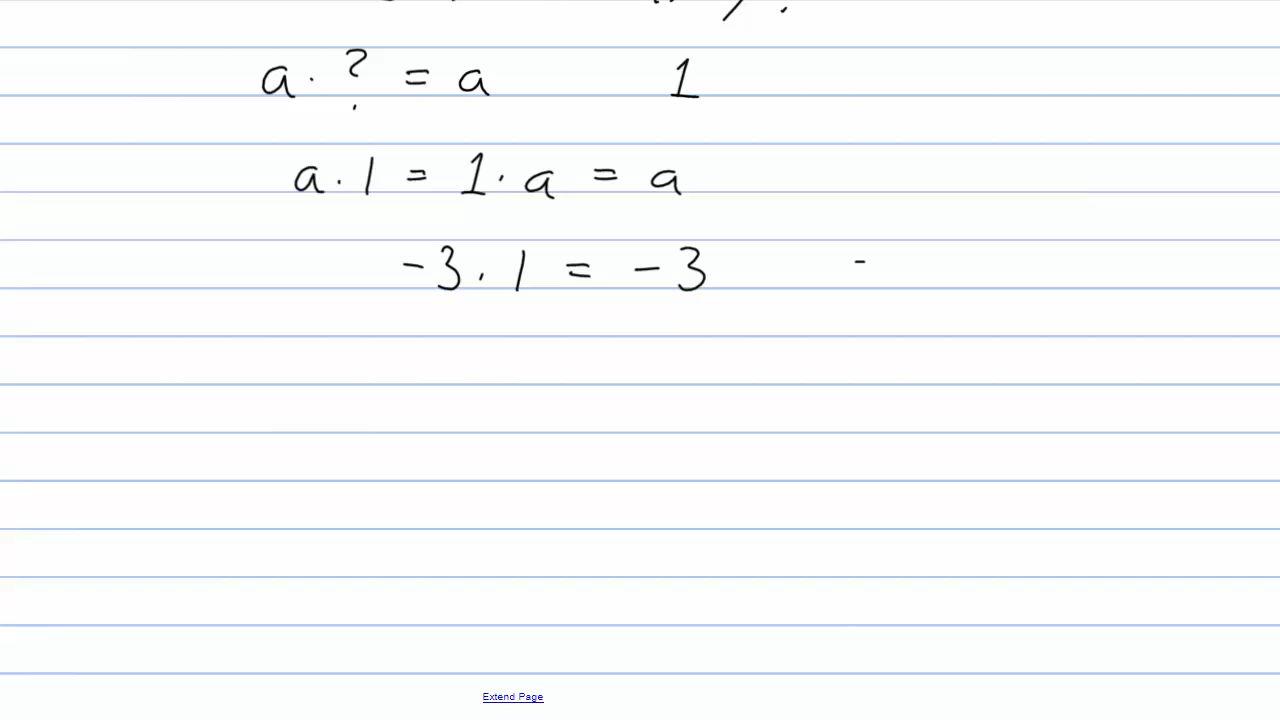 a · ? = a 1
a · 1 = 1 · a = a
-3 · 1 = -3 -
Extend Page